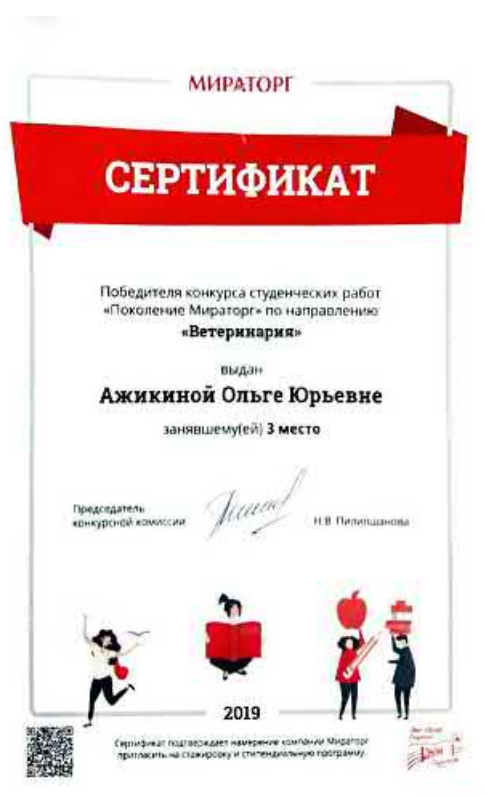 МИРАТОРГ
СЕРТИФИКАТ
Победителя конкурса студенческих работ
«Поколение Мираторг» по направлению
«Ветеринария»
выдан
Ажикиной Ольге Юрьевне
занявшему(ей) 3 место
Председатель
конкурсной комиссии
Н.В. Пилипшанова
2019
Сертификат подтверждает намерение компании Мираторг
пригласить на стажировку и стипендиальную программу.